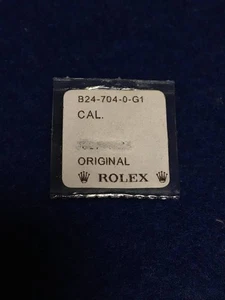 B24-704-0-G1
CAL.
ORIGINAL
ROLEX